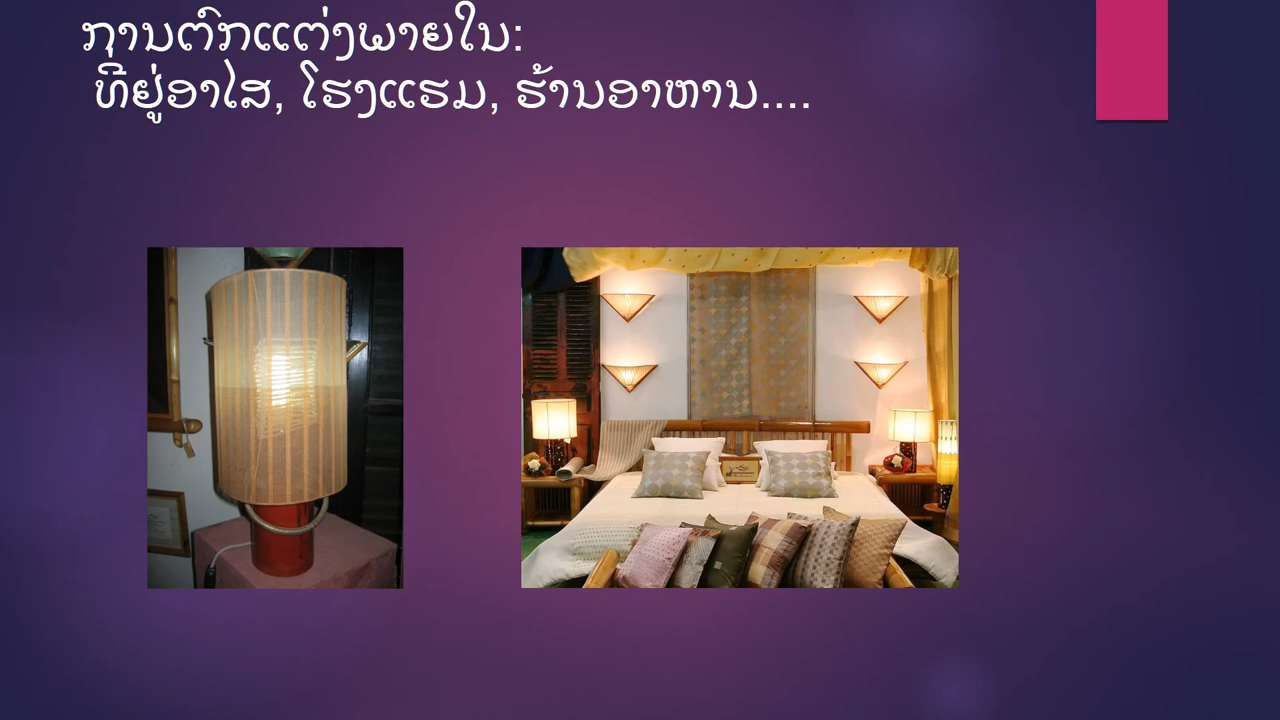 ການຕົກແຕ່ງພາຍໃນ:
ທີ່ຢູ່ອາໄສ, ໂຮງແຮມ, ຮ້ານອາຫານ....